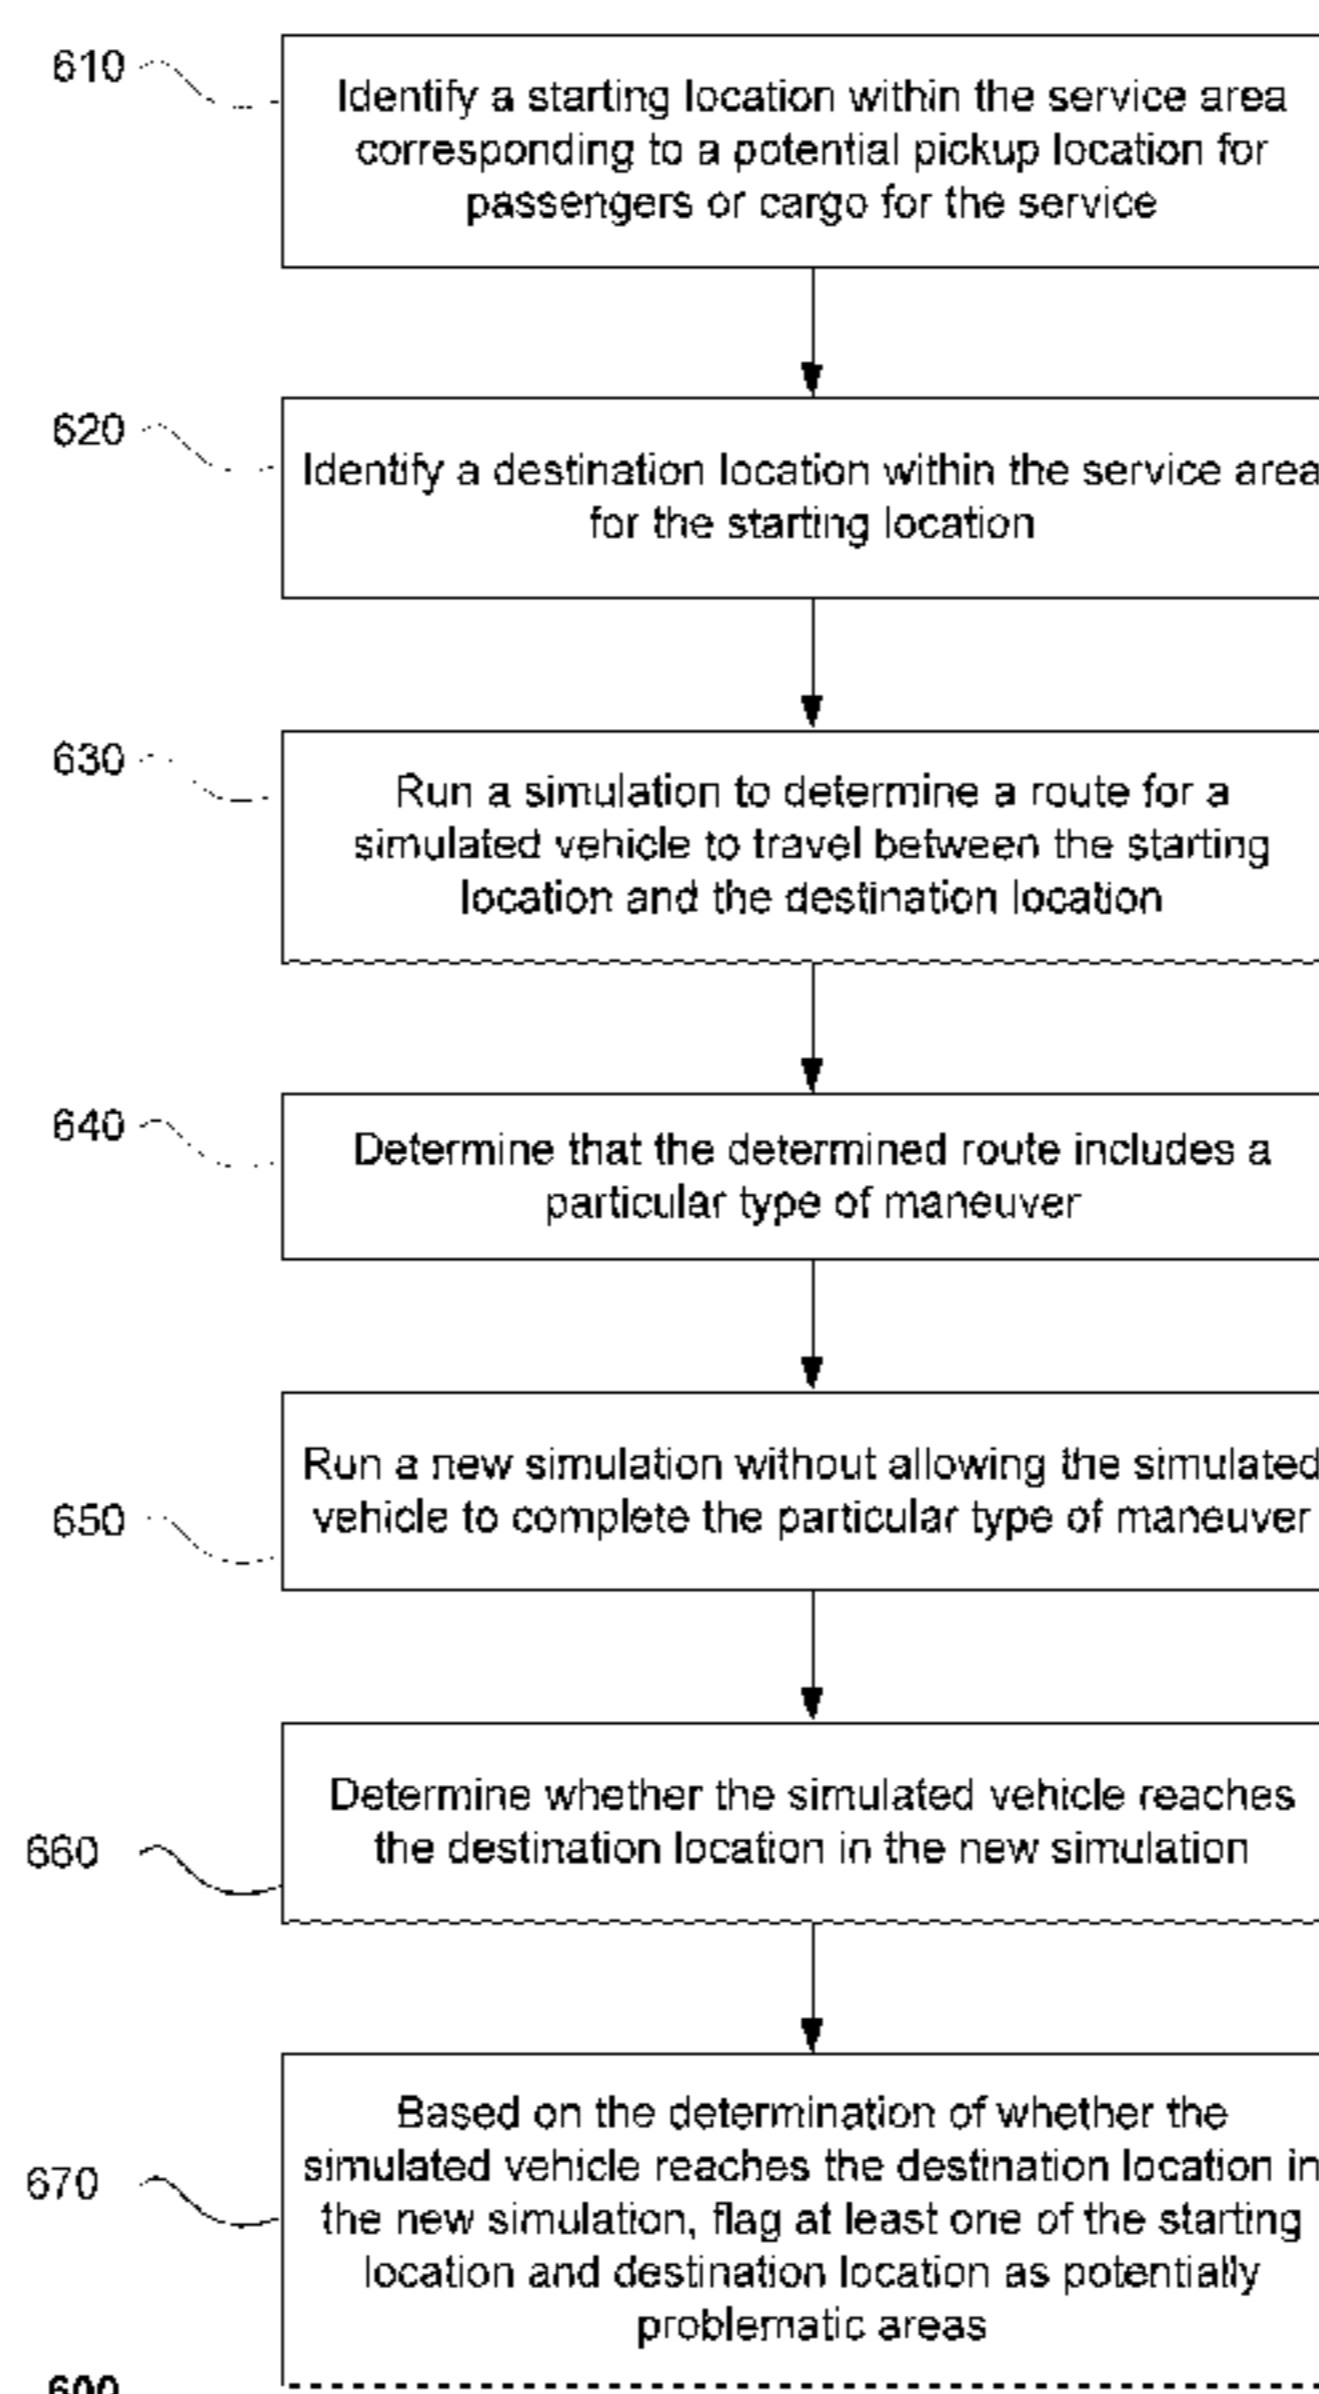 610
Identify a starting location within the service area
corresponding to a potential pickup location for
passengers or cargo for the service
620
Identify a destination location within the service area
for the starting location
630
Run a simulation to determine a route for a
simulated vehicle to travel between the starting
location and the destination location
640
Determine that the determined route includes a
particular type of maneuver
Run a new simulation without allowing the simulated
vehicle to complete the particular type of maneuver
650
Determine whether the simulated vehicle reaches
the destination location in the new simulation
660
Based on the determination of whether the
simulated vehicle reaches the destination location in
670
the new simulation, flag at least one of the starting
location and destination location as potentially
problematic areas
600